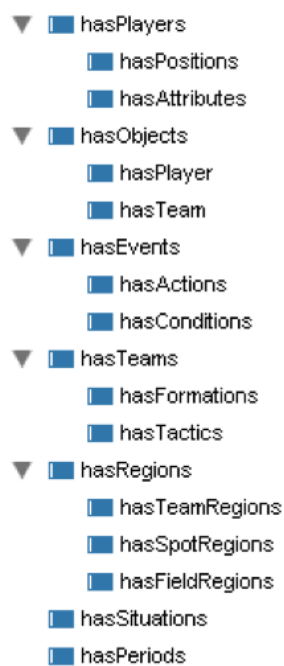 hasPlayers
hasPositions
hasAttributes
hasObjects
hasPlayer
hasTeam
hasEvents
hasActions
hasConditions
hasTeams
hasFormations
hasTactics
hasRegions
hasTeamRegions
hasSpotRegions
hasFieldRegions
hasSituations
hasPeriods